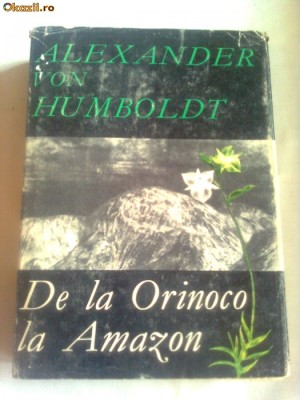 Okazii.ro
ALEXANDER
VON
HUMBOLDT
De la Orinoco
la Amazon